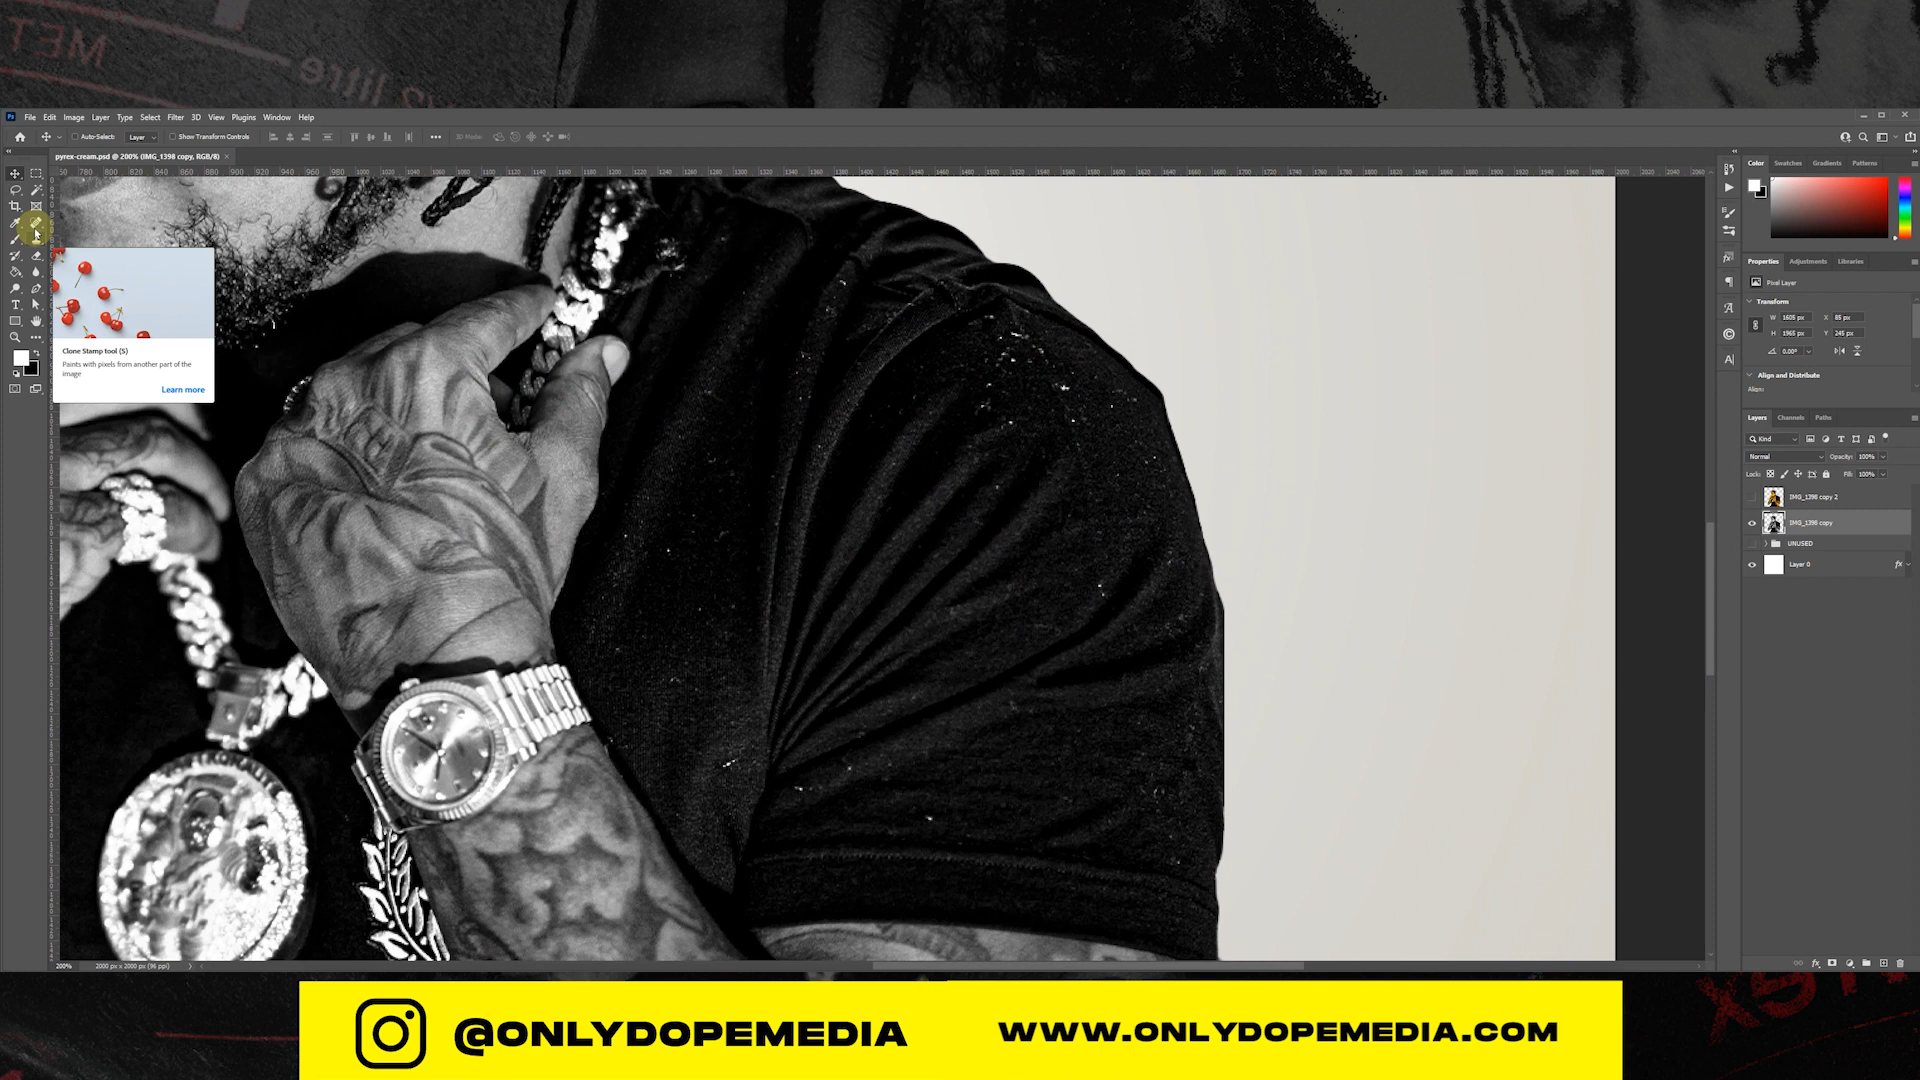 MET
litre
Ps File Edit Image Layer Type Select Filter 3D View Plugins Window Help
Auto-Select: Layer Show Transform Controls 3D Mode:
pyrex-cream.psd @ 200% (IMG_1398 copy, RGB/8) ×
Color Swatches Gradients Patterns
Clone Stamp tool (S)
Paints with pixels from another part of the
image
Learn more
Properties Adjustments Libraries
Pixel Layer
Transform
W 1605 px X 85 px
H 1965 px Y 245 px
0.00°
Align and Distribute
Align:
Layers Channels Paths
Kind
Normal Opacity: 100%
Lock: Fill: 100%
IMG_1398 copy 2
IMG_1398 copy
UNUSED
Layer 0 fx
200% 2000 px x 2000 px (96 ppi)
@ONLYDOPEMEDIA
WWW.ONLYDOPEMEDIA.COM